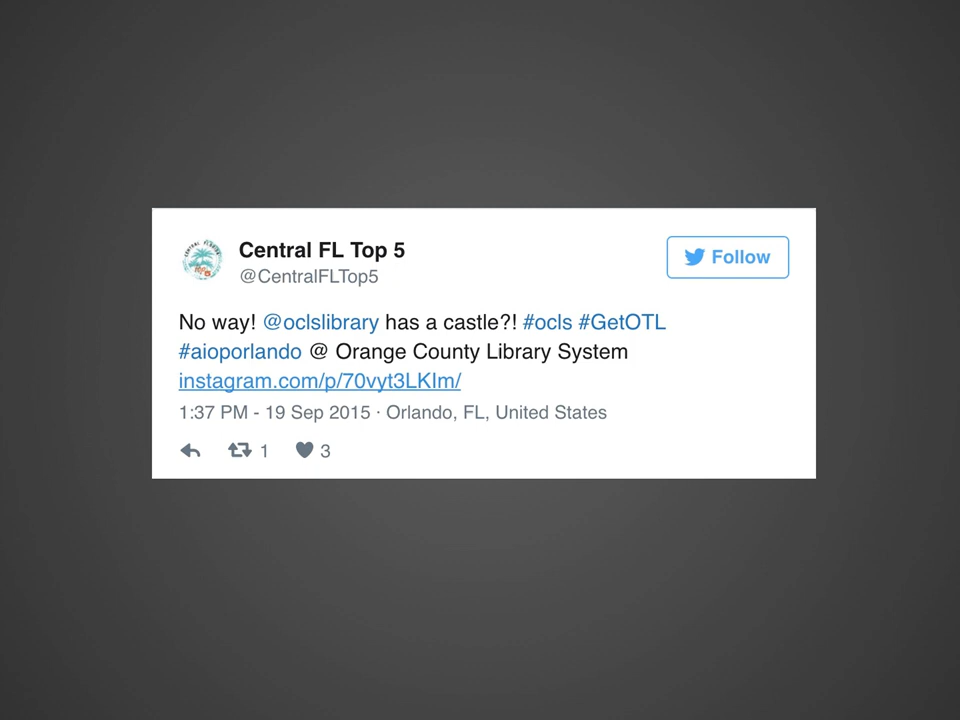 Central FL Top 5
@CentralFLTop5
Follow
No way! @oclslibrary has a castle?! #ocls #GetOTL
#aioporlando @ Orange County Library System
instagram.com/p/70vyt3LKIm/
1:37 PM - 19 Sep 2015 · Orlando, FL, United States
1 3